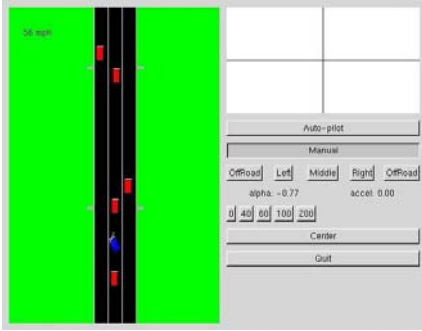 56 mph
Auto-pilot
Manual
OffRoad Left Middle Right OffRoad
alpha: -0.77 accel: 0.00
0 40 60 100 200
Center
Quit